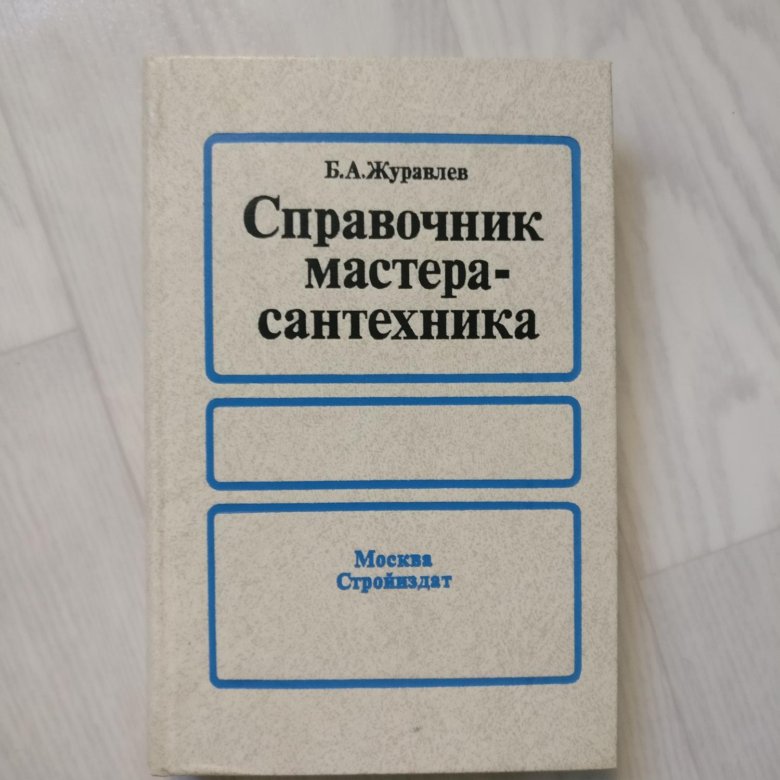 Б.А.Журавлев
Справочник
мастера-
сантехника
Москва
Стройиздат